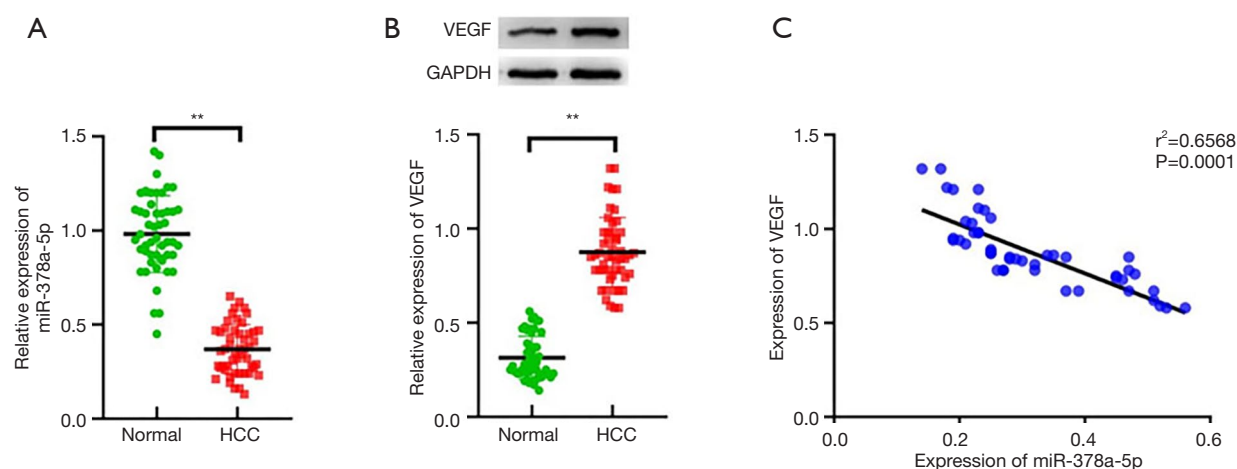 A
Relative expression of
miR-378a-5p
1.5
1.0
0.5
0.0
**
Normal
HCC
B
VEGF
GAPDH
Relative expression of VEGF
1.5
1.0
0.5
0.0
**
Normal
HCC
C
Expression of VEGF
1.5
1.0
0.5
0.0
r²=0.6568
P=0.0001
0.0
0.2
0.4
0.6
Expression of miR-378a-5p